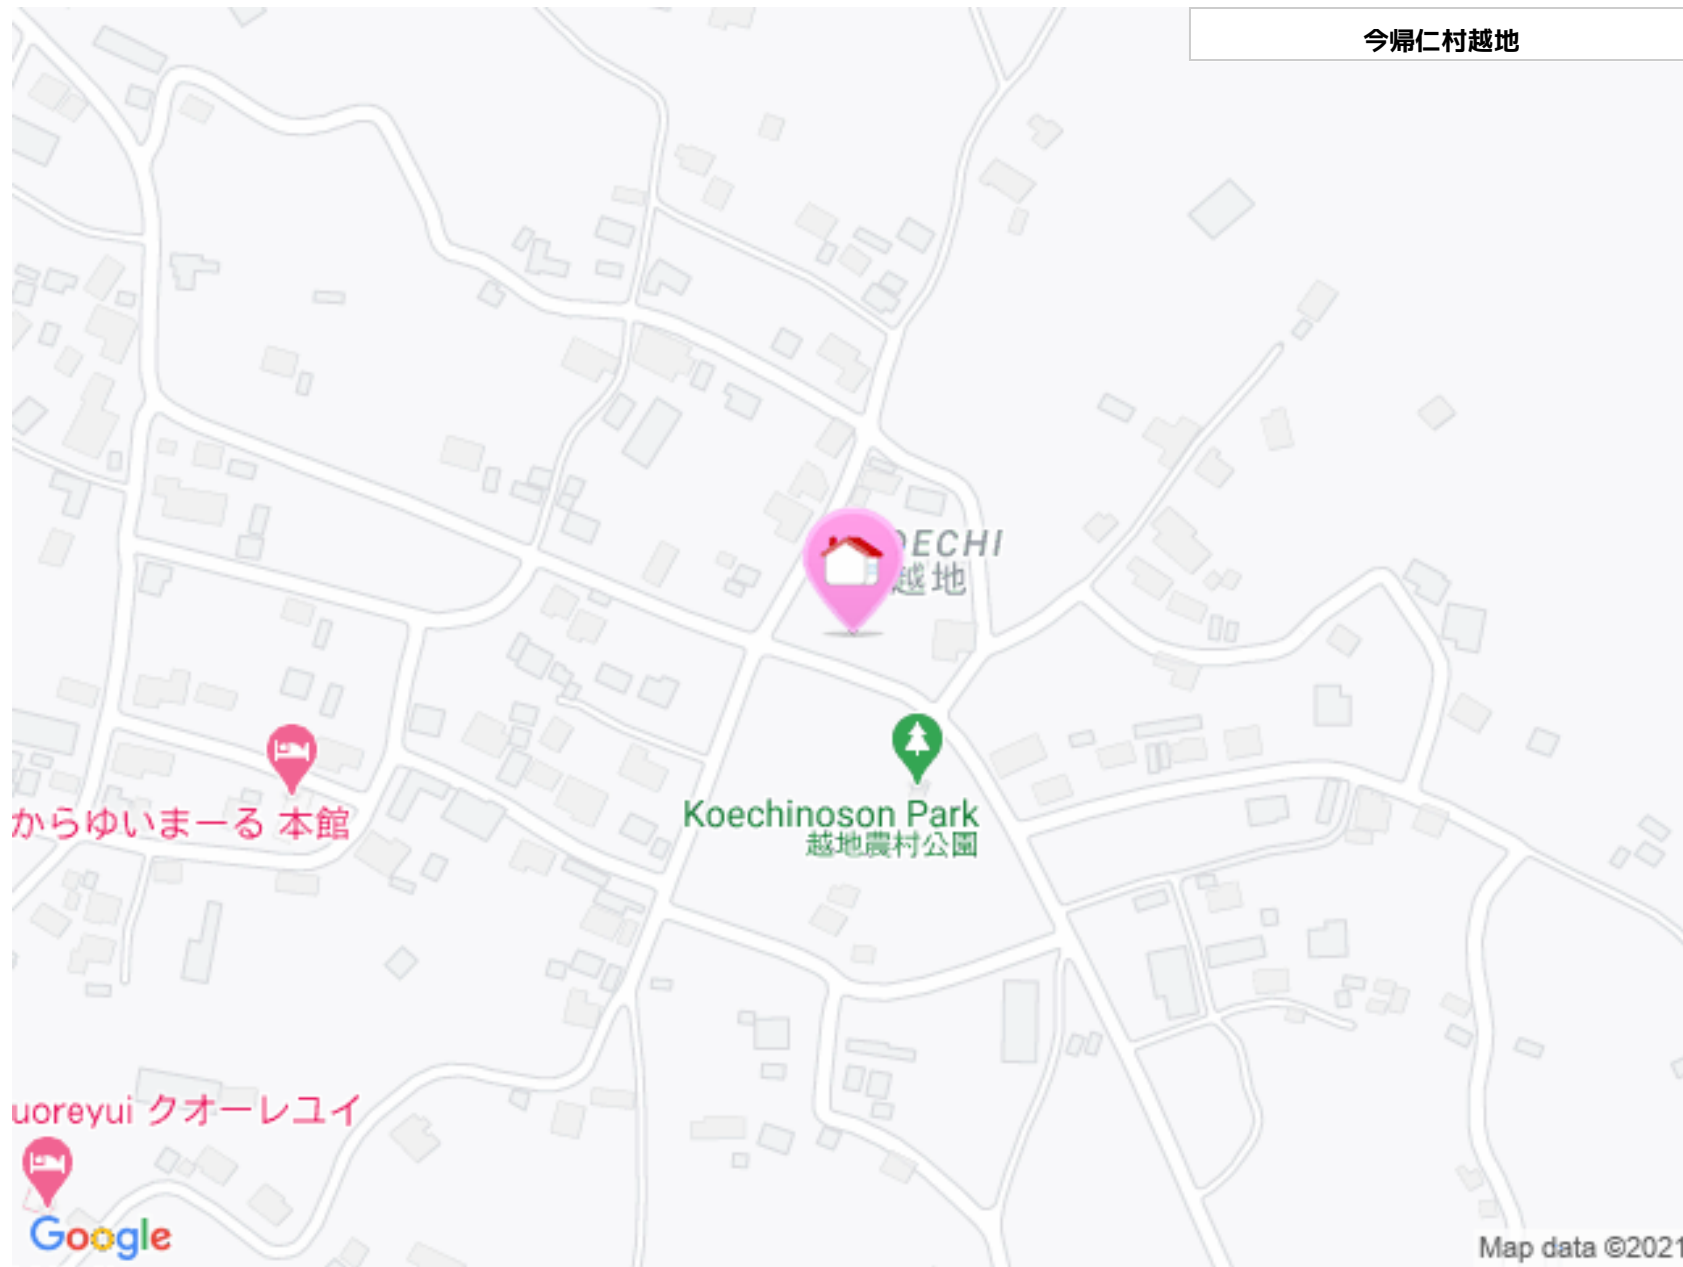 今帰仁村越地
OECHI
越地
Koechinoson Park
越地農村公園
からゆいまーる 本館
uoreyui クオーレユイ
Google
Map data ©2021